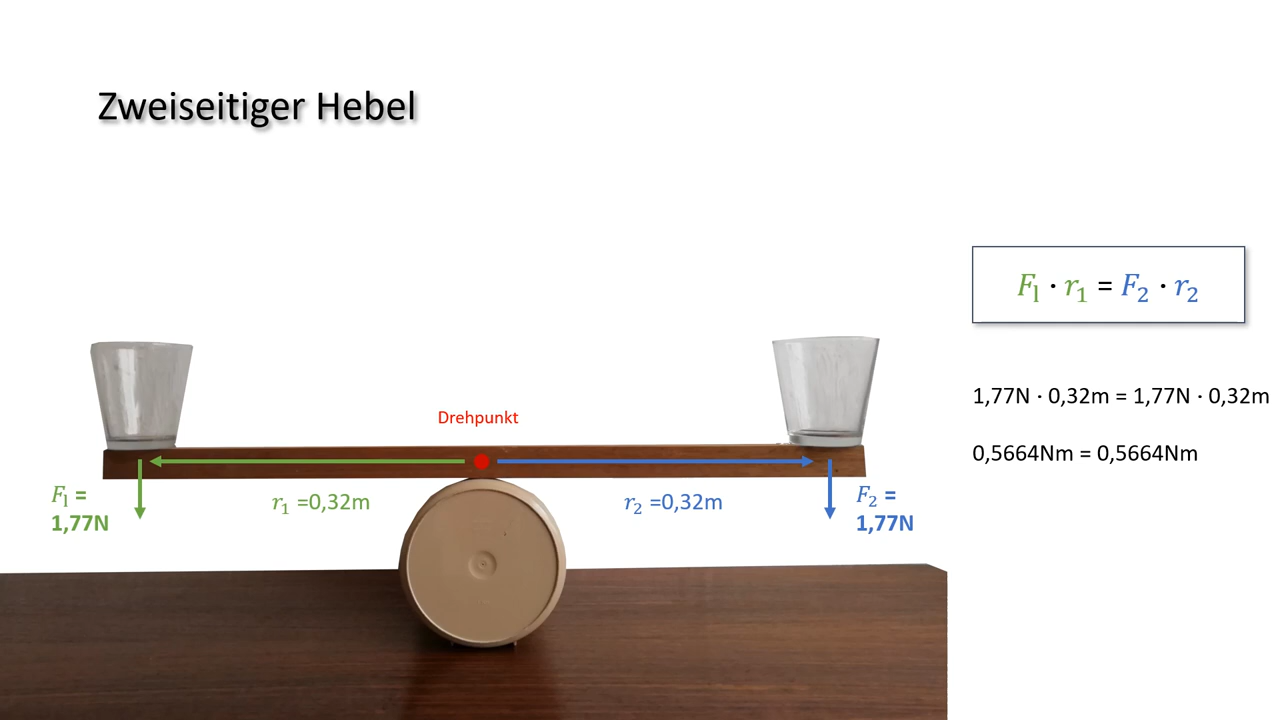 Zweiseitiger Hebel
F₁ · r₁ = F₂ · r₂
1,77N · 0,32m = 1,77N · 0,32m
0,5664Nm = 0,5664Nm
Drehpunkt
F₁ =
1,77N
r₁ =0,32m
r₂ =0,32m
F₂ =
1,77N